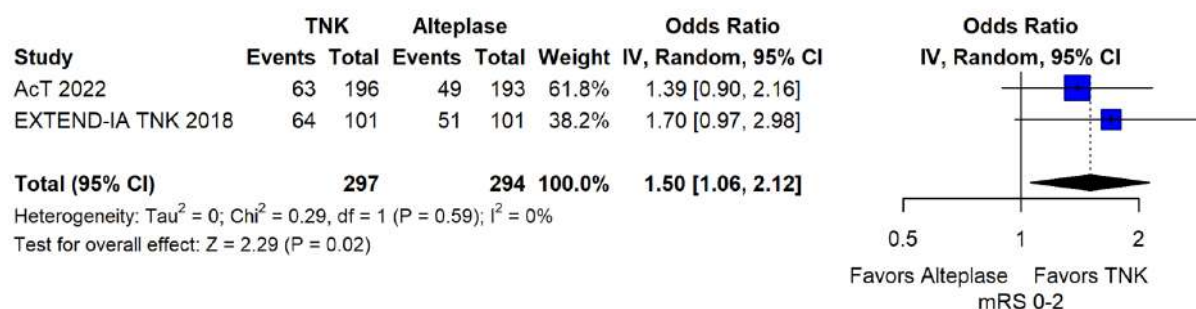 TNK Alteplase Odds Ratio Odds Ratio
Study Events Total Events Total Weight IV, Random, 95% CI IV, Random, 95% CI
AcT 2022 63 196 49 193 61.8% 1.39 [0.90, 2.16]
EXTEND-IA TNK 2018 64 101 51 101 38.2% 1.70 [0.97, 2.98]
Total (95% CI) 297 294 100.0% 1.50 [1.06, 2.12]
Heterogeneity: Tau² = 0; Chi² = 0.29, df = 1 (P = 0.59); I² = 0%
Test for overall effect: Z = 2.29 (P = 0.02)
0.5 1 2
Favors Alteplase Favors TNK
mRS 0-2